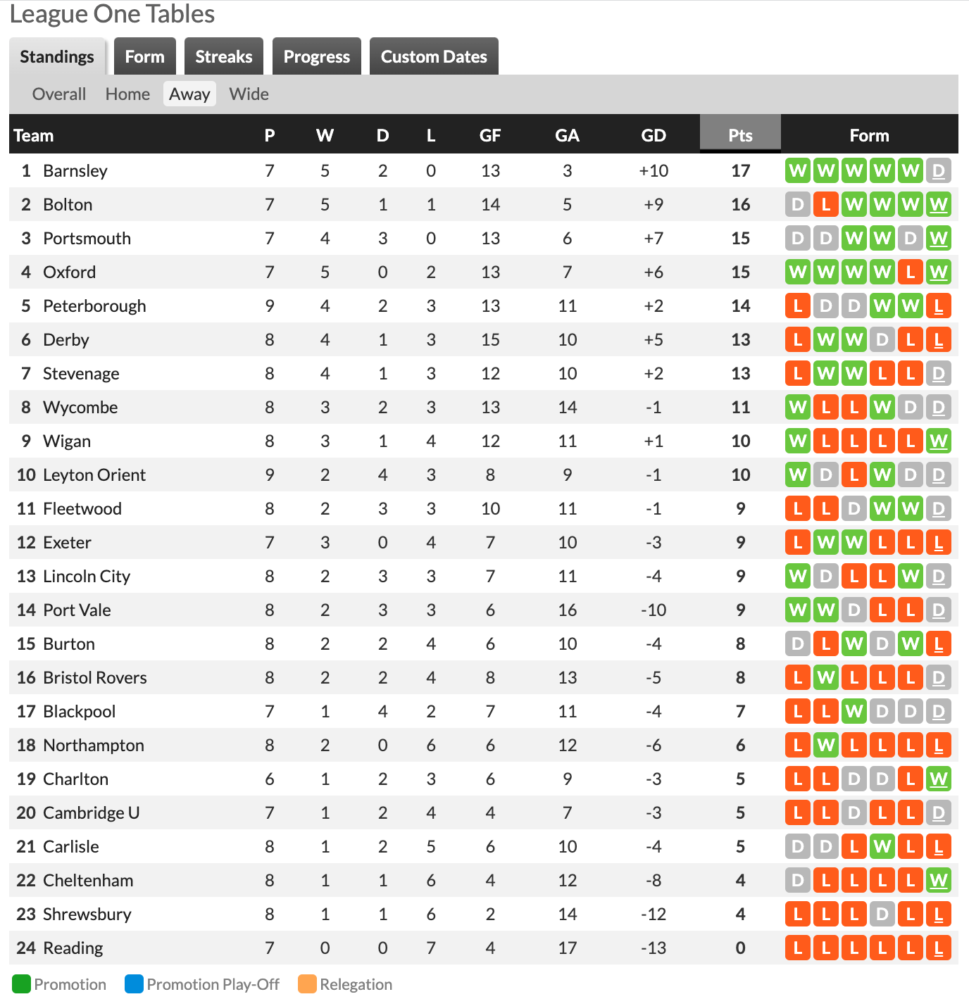 League One Tables
Standings Form Streaks Progress Custom Dates
Overall Home Away Wide
Team P W D L GF GA GD Pts Form
1 Barnsley 7 5 2 0 13 3 +10 17 W W W W W D
2 Bolton 7 5 1 1 14 5 +9 16 D L W W W W
3 Portsmouth 7 4 3 0 13 6 +7 15 D D W W D W
4 Oxford 7 5 0 2 13 7 +6 15 W W W W L W
5 Peterborough 9 4 2 3 13 11 +2 14 L D D W W L
6 Derby 8 4 1 3 15 10 +5 13 L W W D L L
7 Stevenage 8 4 1 3 12 10 +2 13 L W W L L D
8 Wycombe 8 3 2 3 13 14 -1 11 W L L W D D
9 Wigan 8 3 1 4 12 11 +1 10 W L L L L W
10 Leyton Orient 9 2 4 3 8 9 -1 10 W D L W D D
11 Fleetwood 8 2 3 3 10 11 -1 9 L L D W W D
12 Exeter 7 3 0 4 7 10 -3 9 L W W L L L
13 Lincoln City 8 2 3 3 7 11 -4 9 W D L L W D
14 Port Vale 8 2 3 3 6 16 -10 9 W W D L L D
15 Burton 8 2 2 4 6 10 -4 8 D L W D W L
16 Bristol Rovers 8 2 2 4 8 13 -5 8 L W L L L D
17 Blackpool 7 1 4 2 7 11 -4 7 L L W D D D
18 Northampton 8 2 0 6 6 12 -6 6 L W L L L L
19 Charlton 6 1 2 3 6 9 -3 5 L L D D L W
20 Cambridge U 7 1 2 4 4 7 -3 5 L L D L L D
21 Carlisle 8 1 2 5 6 10 -4 5 D D L W L L
22 Cheltenham 8 1 1 6 4 12 -8 4 D L L L L W
23 Shrewsbury 8 1 1 6 2 14 -12 4 L L L D L L
24 Reading 7 0 0 7 4 17 -13 0 L L L L L L
Promotion Promotion Play-Off Relegation